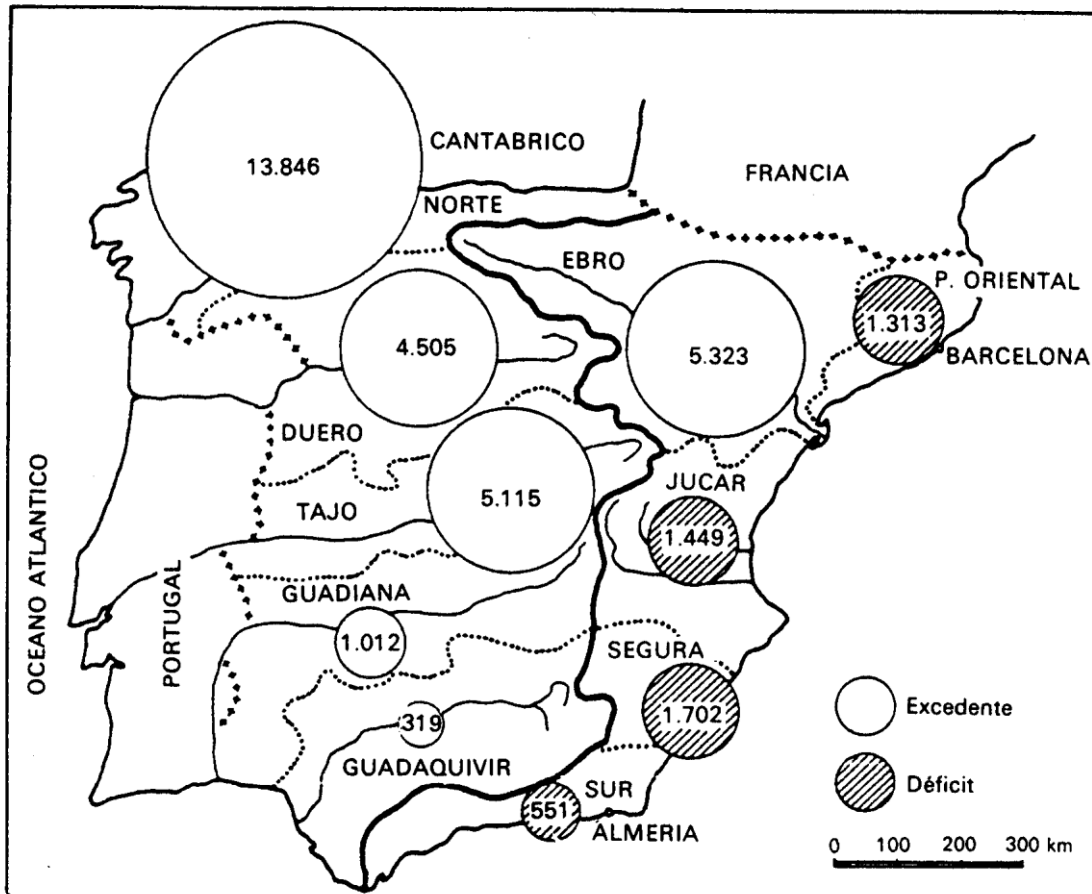 CANTABRICO
13.846
FRANCIA
NORTE
EBRO
P. ORIENTAL
1.313
4.505
5.323
BARCELONA
DUERO
OCEANO ATLANTICO
JUCAR
5.115
TAJO
1.449
PORTUGAL
GUADIANA
1.012
SEGURA
319
1.702
Excedente
GUADAQUIVIR
SUR
Déficit
551
ALMERIA
0 100 200 300 km